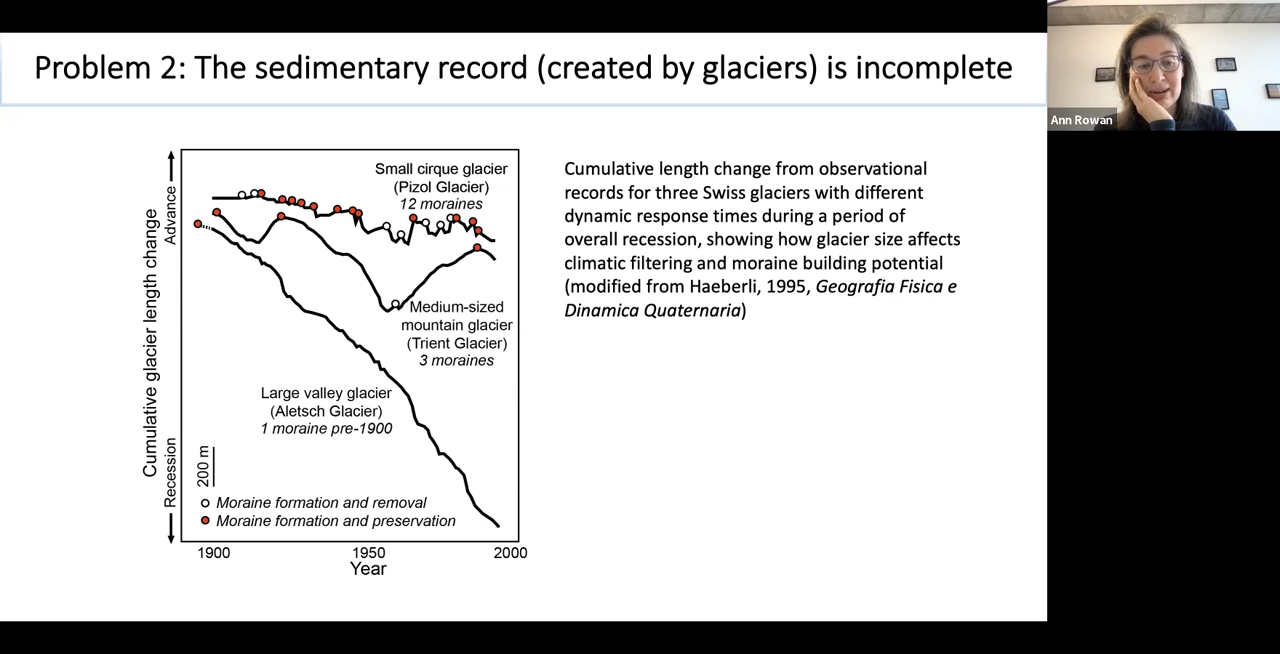 Problem 2: The sedimentary record (created by glaciers) is incomplete
Ann Rowan
Cumulative glacier length change
Advance
Recession
Small cirque glacier
(Pizol Glacier)
12 moraines
Medium-sized
mountain glacier
(Trient Glacier)
3 moraines
Large valley glacier
(Aletsch Glacier)
1 moraine pre-1900
200 m
Moraine formation and removal
Moraine formation and preservation
1900
1950
2000
Year
Cumulative length change from observational
records for three Swiss glaciers with different
dynamic response times during a period of
overall recession, showing how glacier size affects
climatic filtering and moraine building potential
(modified from Haeberli, 1995, Geografia Fisica e
Dinamica Quaternaria)